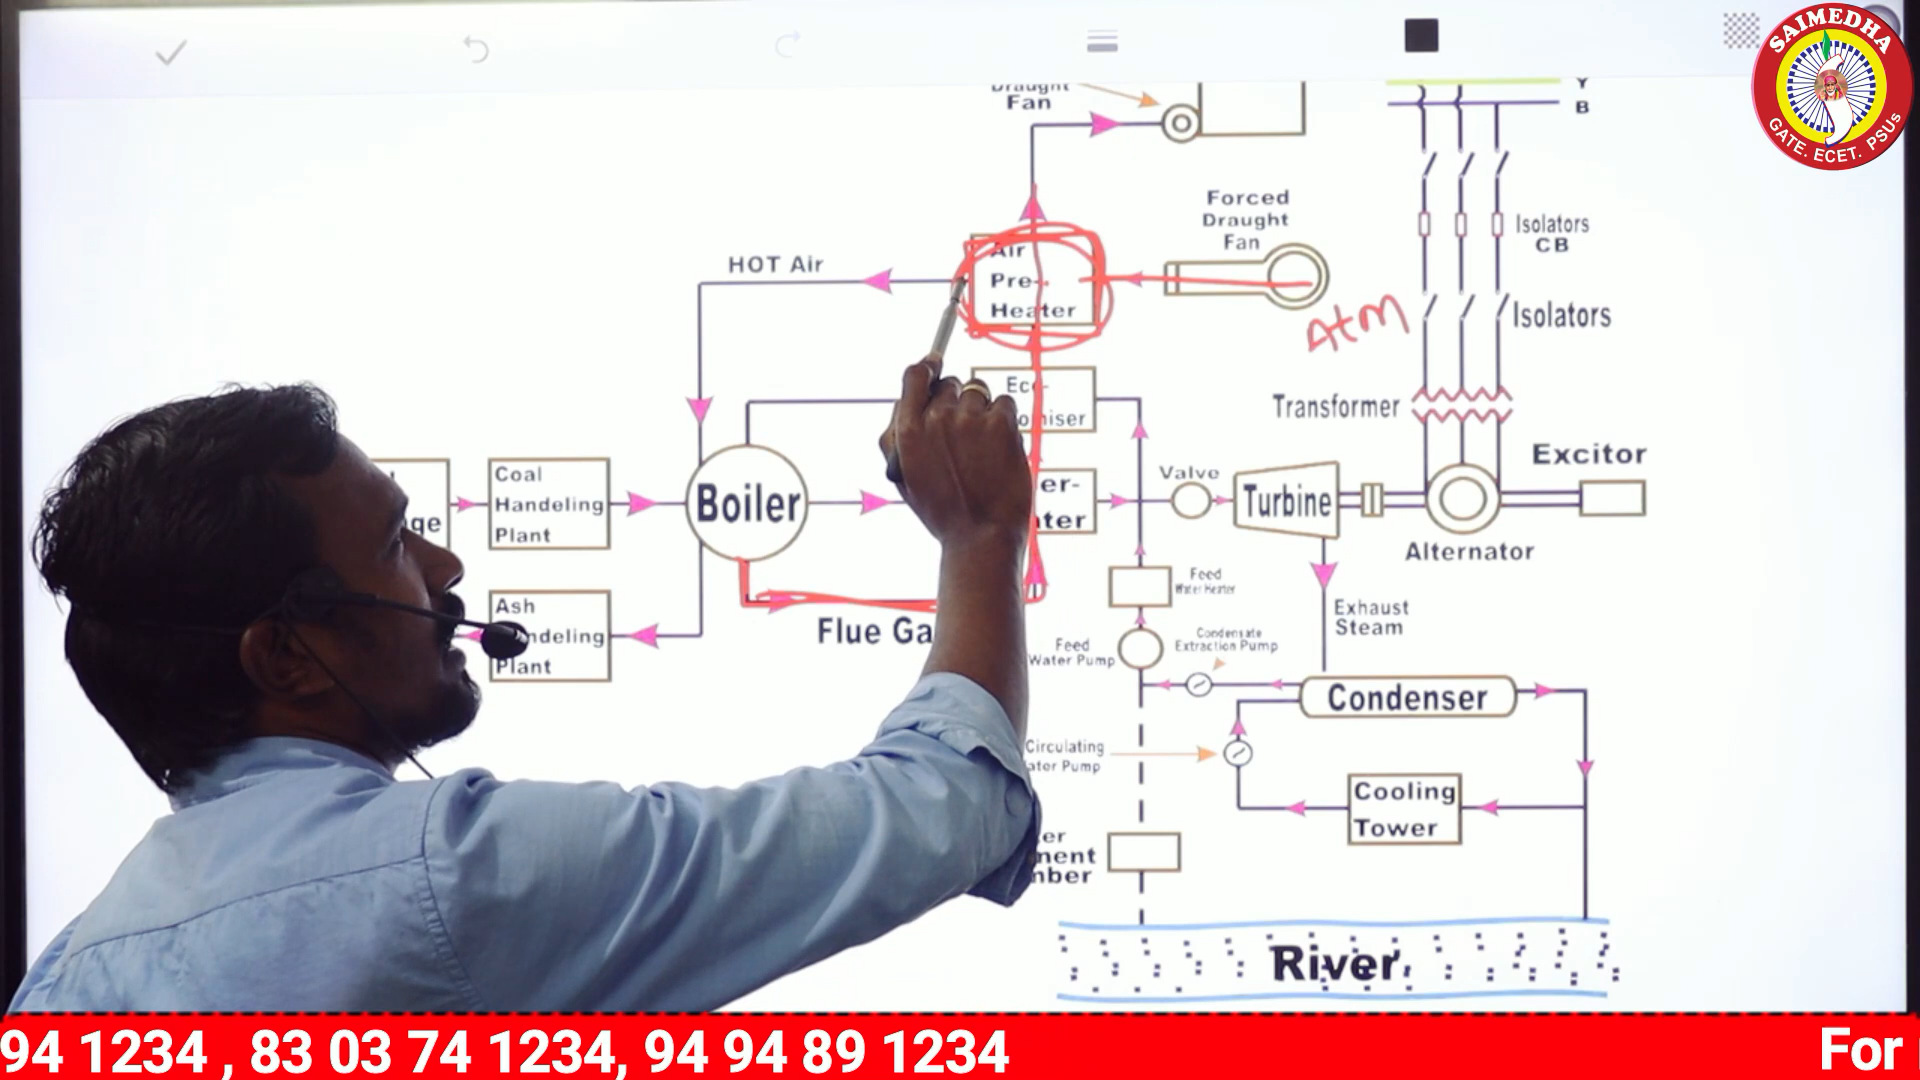 SAIMEDHA
GATE. ECET. PSUs
Y
B
Draught
Fan
Forced
Draught
Fan
Isolators
CB
HOT Air
Air
Pre-
Heater
Atm
Isolators
Transformer
Excitor
Valve
Turbine
Alternator
Coal
Handeling
Plant
Boiler
Feed
Water Heater
Exhaust
Steam
Ash
ndeling
Plant
Flue Ga
Feed
Water Pump
Condensate
Extraction Pump
Condenser
Circulating
ater Pump
Cooling
Tower
River
94 1234 , 83 03 74 1234, 94 94 89 1234
For